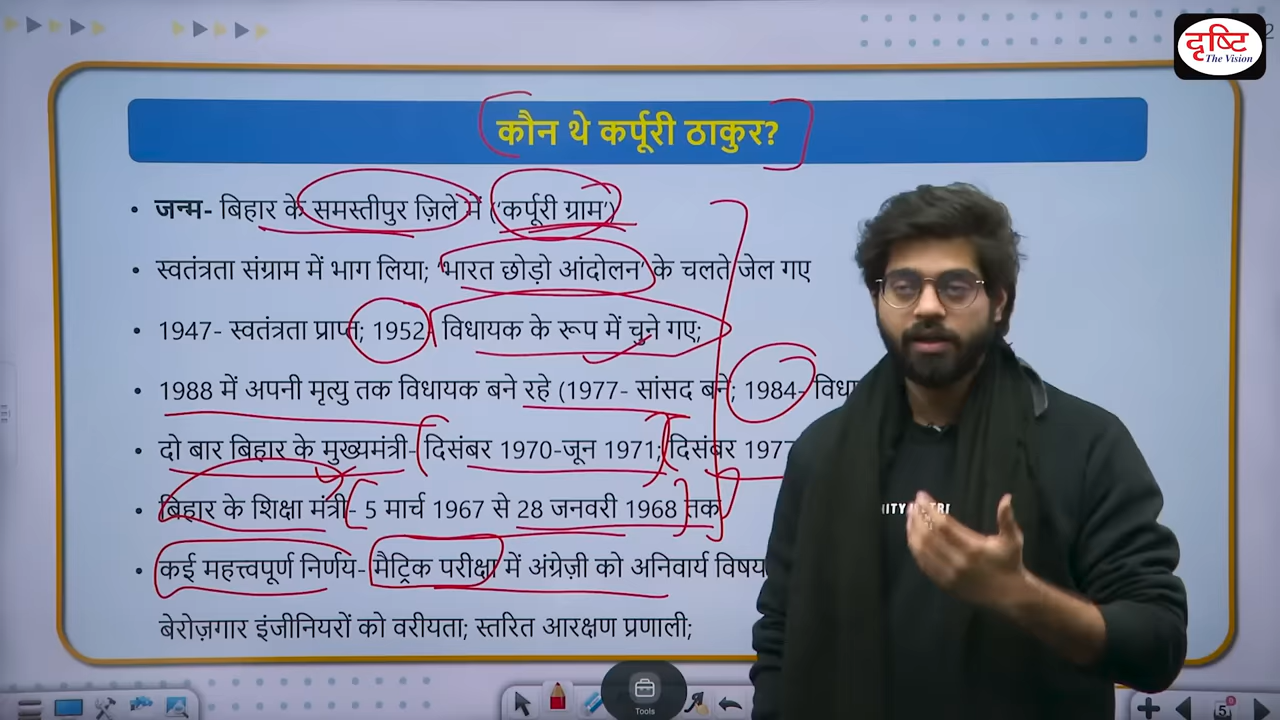 दृष्टि
The Vision
कौन थे कर्पूरी ठाकुर?
• जन्म- बिहार के समस्तीपुर ज़िले में ('कर्पूरी ग्राम')
• स्वतंत्रता संग्राम में भाग लिया; 'भारत छोड़ो आंदोलन' के चलते जेल गए
• 1947- स्वतंत्रता प्राप्त; 1952 विधायक के रूप में चुने गए;
• 1988 में अपनी मृत्यु तक विधायक बने रहे (1977- सांसद बने; 1984-
• दो बार बिहार के मुख्यमंत्री- दिसंबर 1970-जून 1971; दिसंबर 1977
• बिहार के शिक्षा मंत्री- 5 मार्च 1967 से 28 जनवरी 1968 तक
• कई महत्त्वपूर्ण निर्णय- मैट्रिक परीक्षा में अंग्रेज़ी को अनिवार्य विषय
बेरोज़गार इंजीनियरों को वरीयता; स्तरित आरक्षण प्रणाली;
Tools
5